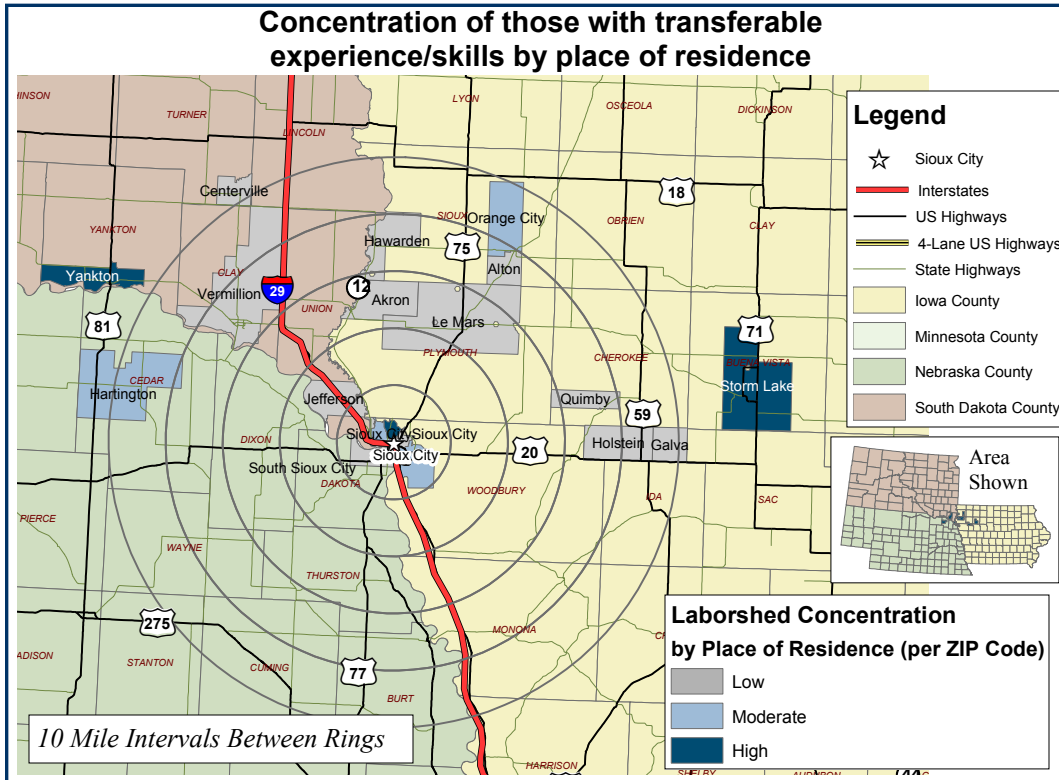 Concentration of those with transferable
experience/skills by place of residence
HINSON
TURNER
LINCOLN
LYON
OSCEOLA
DICKINSON
Legend
Sioux City
Interstates
US Highways
4-Lane US Highways
State Highways
Iowa County
Minnesota County
Nebraska County
South Dakota County
Centerville
18
SIOUX
Orange City
OBRIEN
CLAY
YANKTON
Hawarden
75
Yankton
CLAY
Alton
Vermillion
29
12
Akron
UNION
Le Mars
81
71
PLYMOUTH
CHEROKEE
BUENA VISTA
CEDAR
Hartington
Storm Lake
Jefferson
Quimby
59
DIXON
Sioux City
Sioux City
Holstein
Galva
Sioux City
20
South Sioux City
DAKOTA
WOODBURY
IDA
SAC
Area
Shown
PIERCE
WAYNE
THURSTON
275
MONONA
ADISON
STANTON
CUMING
77
BURT
Laborshed Concentration
by Place of Residence (per ZIP Code)
Low
Moderate
High
10 Mile Intervals Between Rings
HARRISON
SHELBY
AUDUBON